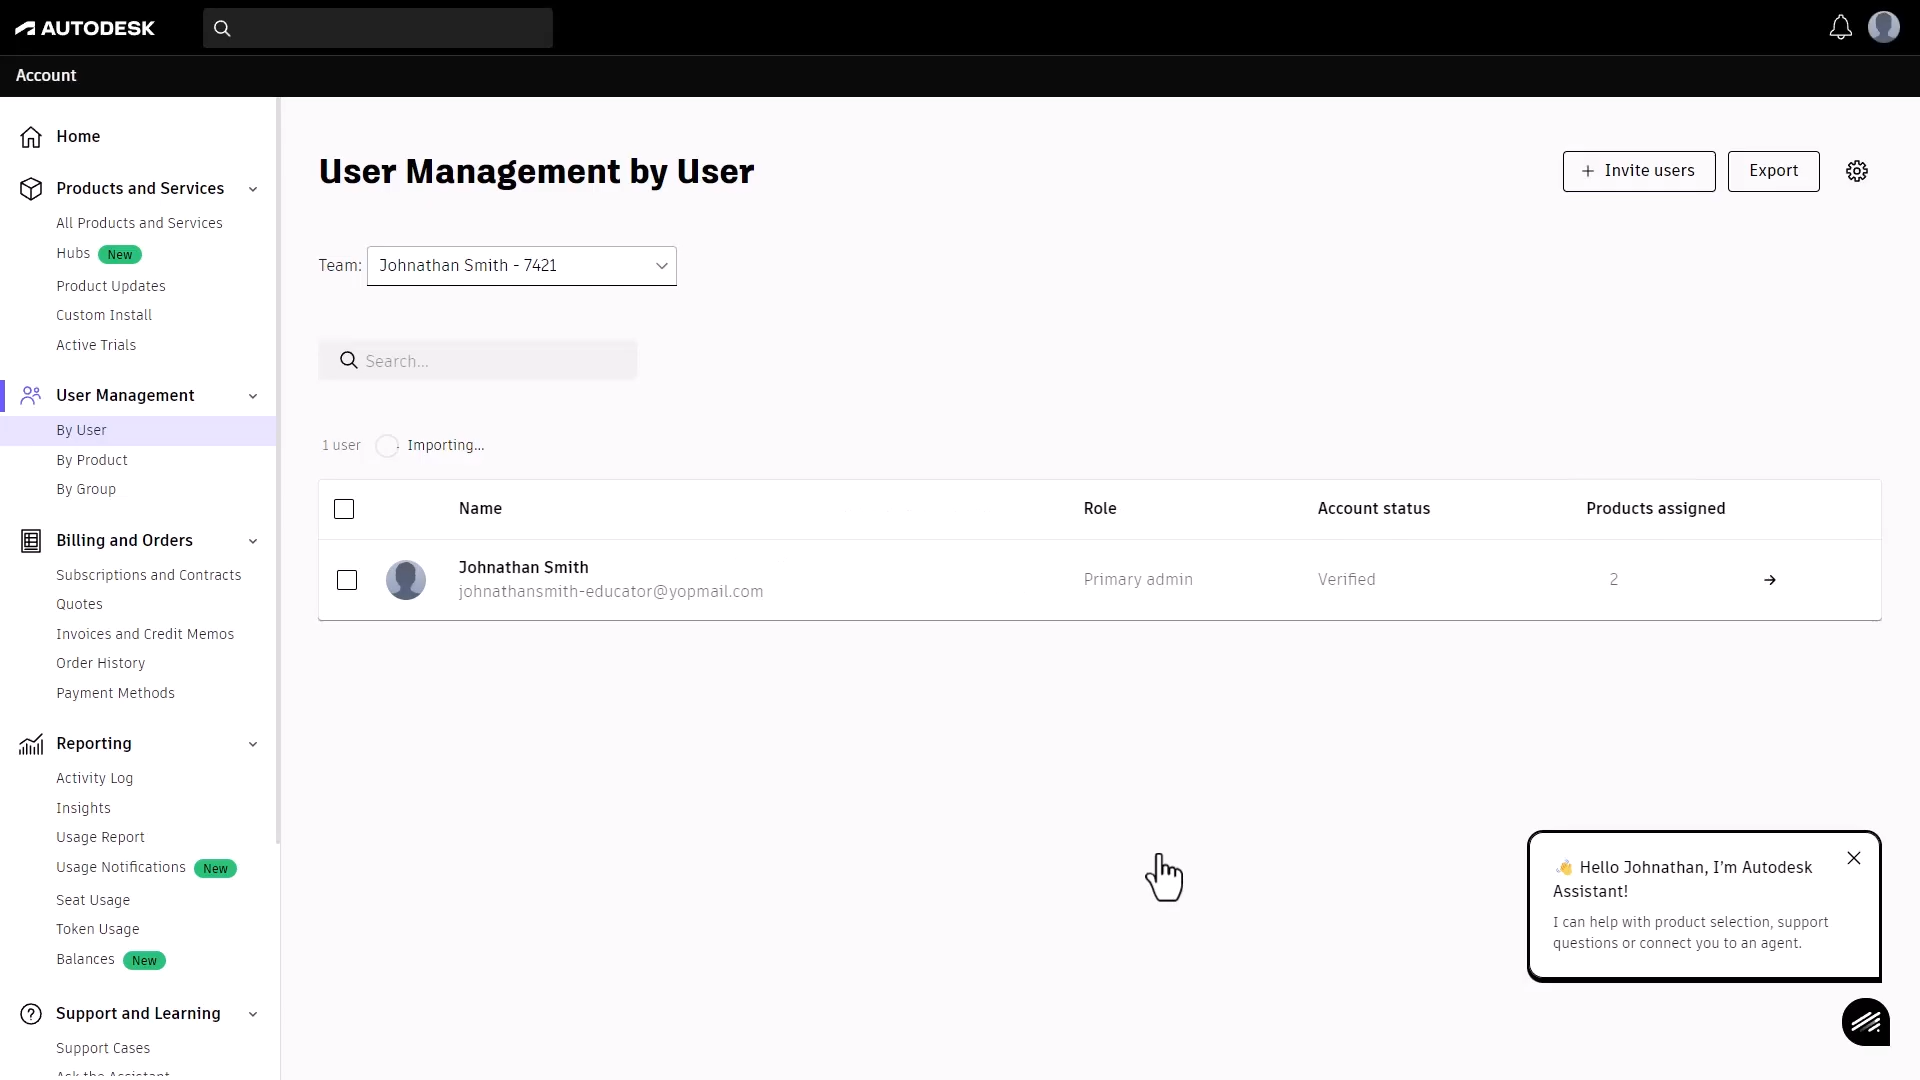 AUTODESK
Account
Home
Products and Services
All Products and Services
Hubs New
Product Updates
Custom Install
Active Trials
User Management
By User
By Product
By Group
Billing and Orders
Subscriptions and Contracts
Quotes
Invoices and Credit Memos
Order History
Payment Methods
Reporting
Activity Log
Insights
Usage Report
Usage Notifications New
Seat Usage
Token Usage
Balances New
Support and Learning
Support Cases
Ask the Assistant
User Management by User
+ Invite users
Export
Team: Johnathan Smith - 7421
Search...
1 user Importing...
Name Role Account status Products assigned
Johnathan Smith
johnathansmith-educator@yopmail.com
Primary admin Verified 2
👋 Hello Johnathan, I’m Autodesk
Assistant!
I can help with product selection, support
questions or connect you to an agent.